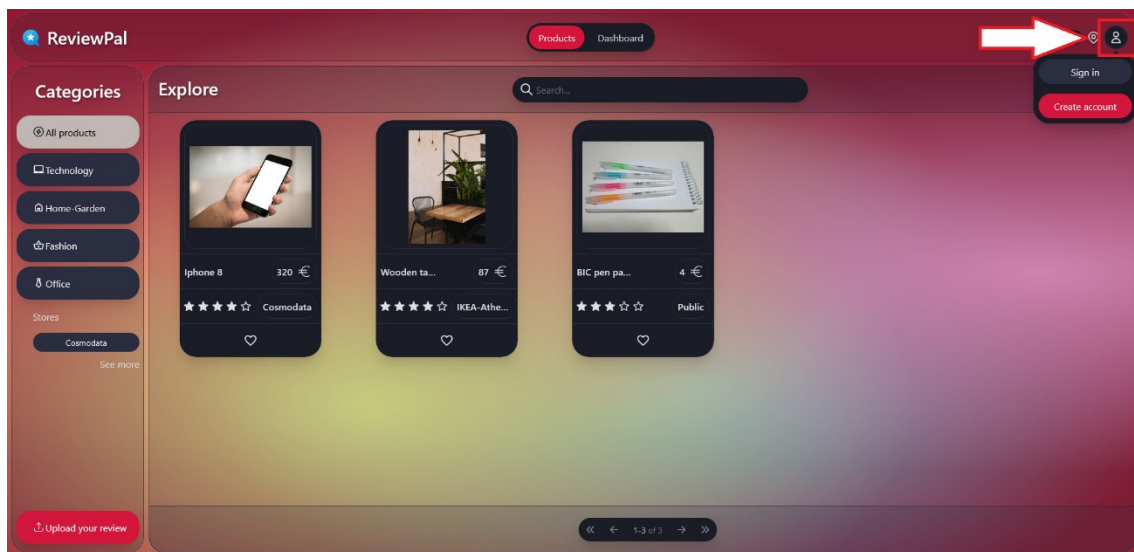 ReviewPal
Products
Dashboard
Sign in
Create account
Categories
All products
Technology
Home-Garden
Fashion
Office
Stores
Cosmodata
See more
Upload your review
Explore
Search...
Iphone 8 320 €
Cosmodata
Wooden ta... 87 €
IKEA-Athe...
BIC pen pa... 4 €
Public
1-3 of 3